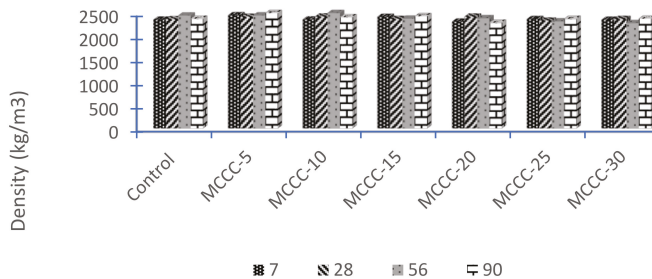 2500
2000
1500
1000
500
0
Density (kg/m3)
Control
MCCC-5
MCCC-10
MCCC-15
MCCC-20
MCCC-25
MCCC-30
7 28 56 90